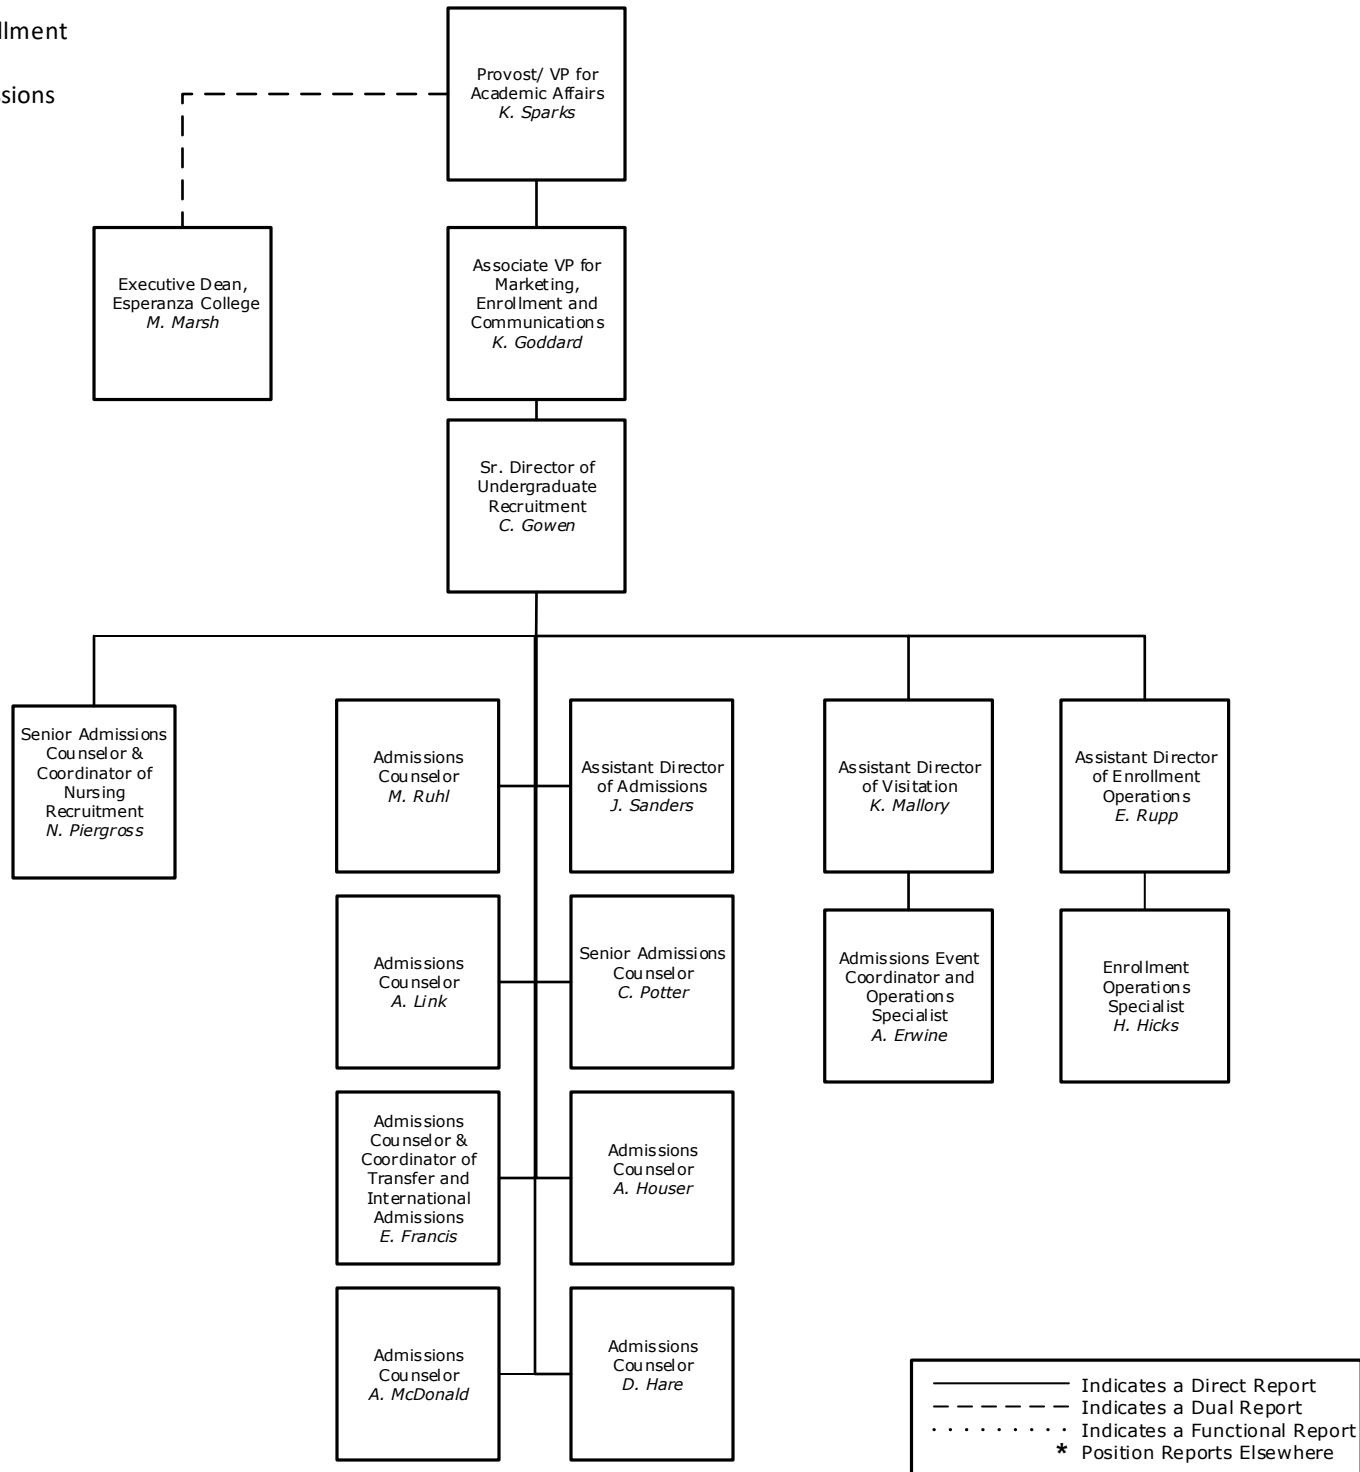 llment
sions
Provost/ VP for
Academic Affairs
K. Sparks
Executive Dean,
Esperanza College
M. Marsh
Associate VP for
Marketing,
Enrollment and
Communications
K. Goddard
Sr. Director of
Undergraduate
Recruitment
C. Gowen
Senior Admissions
Counselor &
Coordinator of
Nursing
Recruitment
N. Piergross
Admissions
Counselor
M. Ruhl
Assistant Director
of Admissions
J. Sanders
Assistant Director
of Visitation
K. Mallory
Assistant Director
of Enrollment
Operations
E. Rupp
Admissions
Counselor
A. Link
Senior Admissions
Counselor
C. Potter
Admissions Event
Coordinator and
Operations
Specialist
A. Erwine
Enrollment
Operations
Specialist
H. Hicks
Admissions
Counselor &
Coordinator of
Transfer and
International
Admissions
E. Francis
Admissions
Counselor
A. Houser
Admissions
Counselor
A. McDonald
Admissions
Counselor
D. Hare
Indicates a Direct Report
Indicates a Dual Report
Indicates a Functional Report
* Position Reports Elsewhere